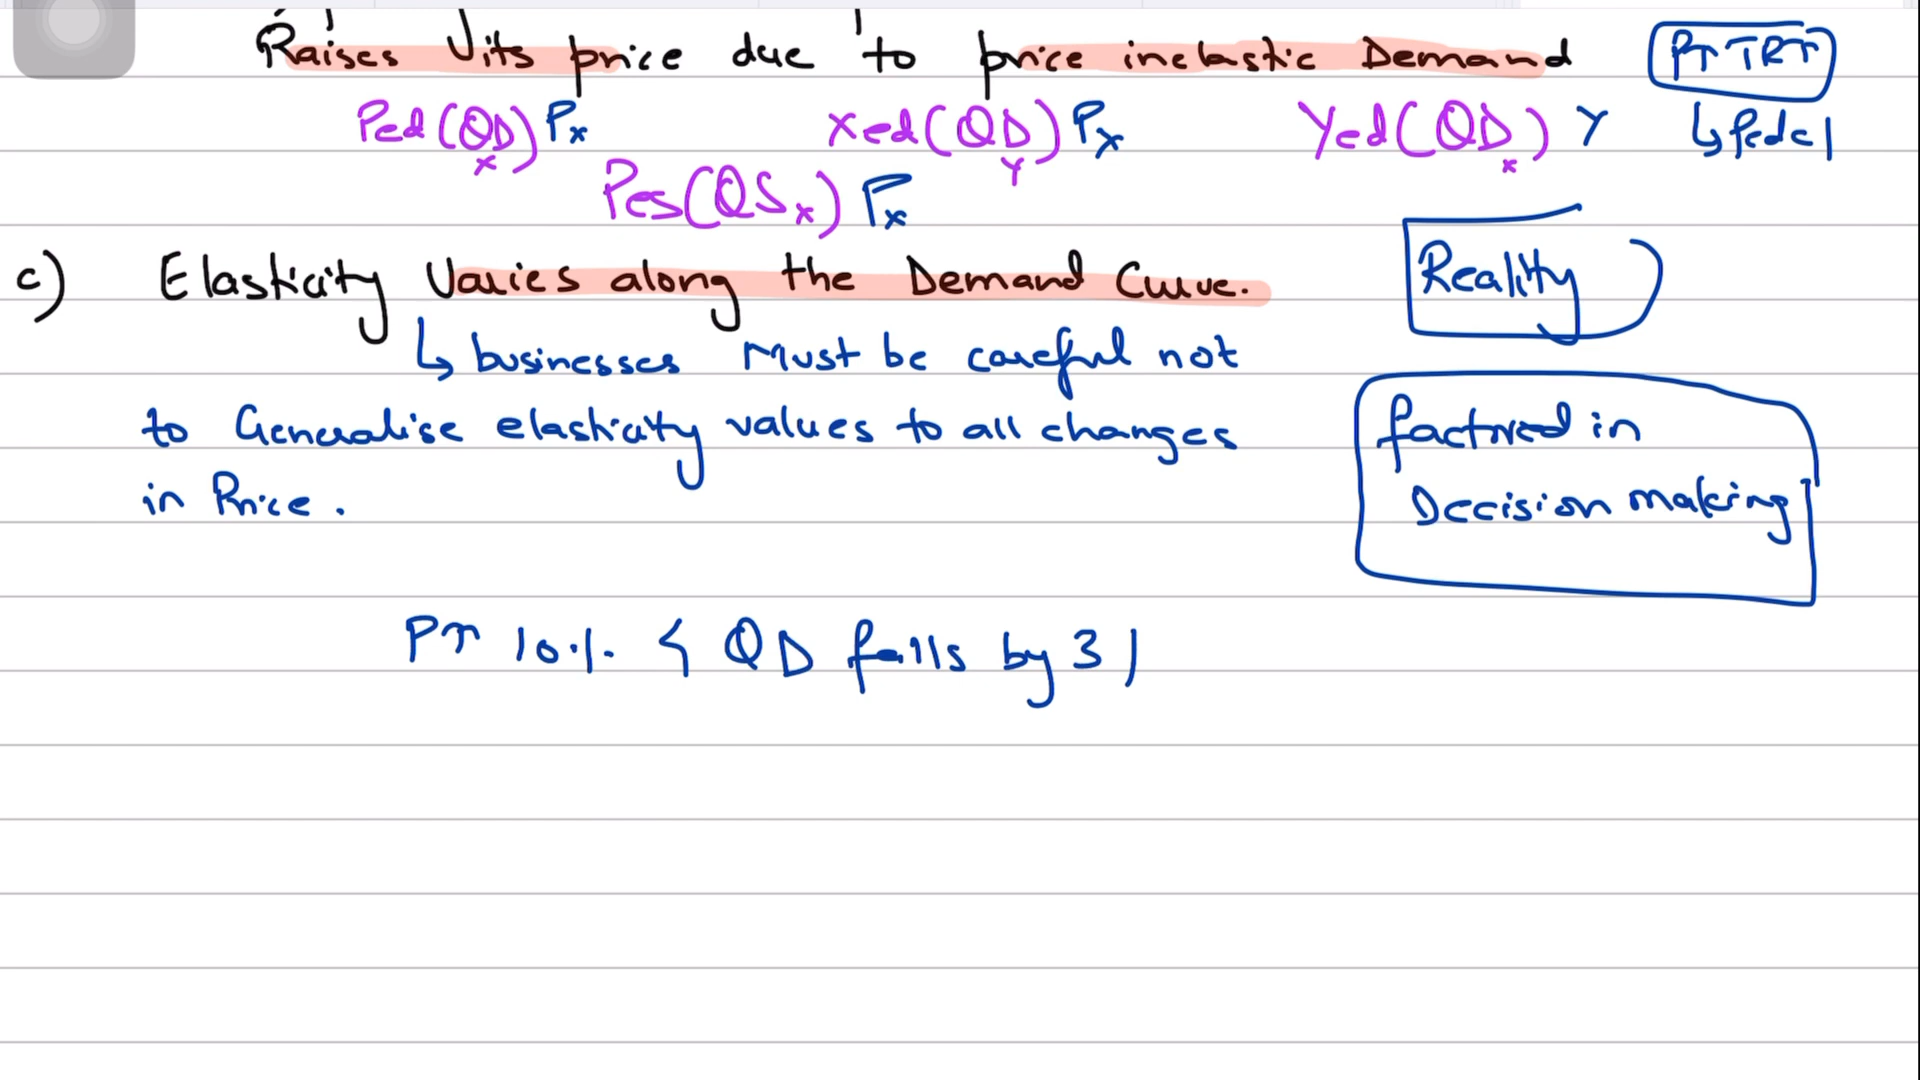 Raises its price due to price inelastic Demand
P↑ TR↑
Ped(QDx) Px
Xed(QDY) Px
Yed(QDx) Y
↳ Ped<1
Pes(QSx) Px
c) Elasticity Varies along the Demand Curve.
Reality
↳ businesses Must be careful not
to Generalise elasticity values to all changes
in Price.
factored in
Decision making
P↑ 10% { QD falls by 3